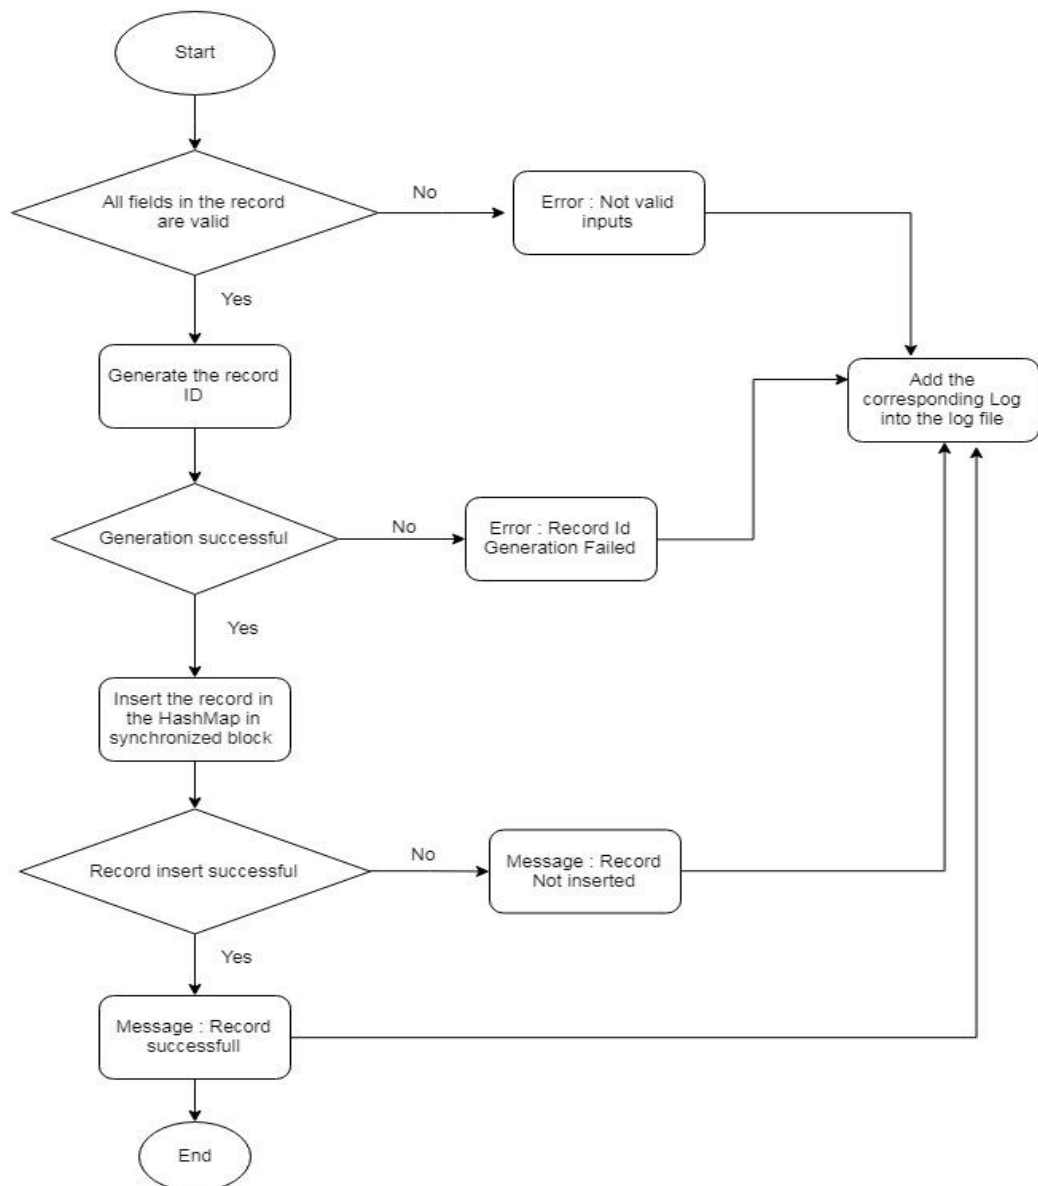 Start
All fields in the record
are valid
No
Error : Not valid
inputs
Yes
Generate the record
ID
Add the
corresponding Log
into the log file
Generation successful
No
Error : Record Id
Generation Failed
Yes
Insert the record in
the HashMap in
synchronized block
Record insert successful
No
Message : Record
Not inserted
Yes
Message : Record
successfull
End